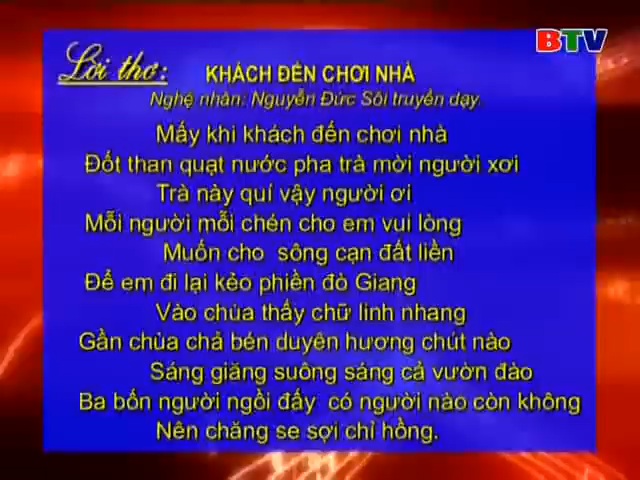 BTV
Lời thơ:
KHÁCH ĐẾN CHƠI NHÀ
Nghệ nhân: Nguyễn Đức Sôi truyền dạy.
Mấy khi khách đến chơi nhà
Đốt than quạt nước pha trà mời người xơi
Trà này quí vậy người ơi
Mỗi người mỗi chén cho em vui lòng
Muốn cho sông cạn đất liền
Để em đi lại kẻo phiền đò Giang
Vào chùa thấy chữ linh nhang
Gần chùa chả bén duyên hương chút nào
Sáng giăng suông sáng cả vườn đào
Ba bốn người ngồi đấy có người nào còn không
Nên chăng se sợi chỉ hồng.